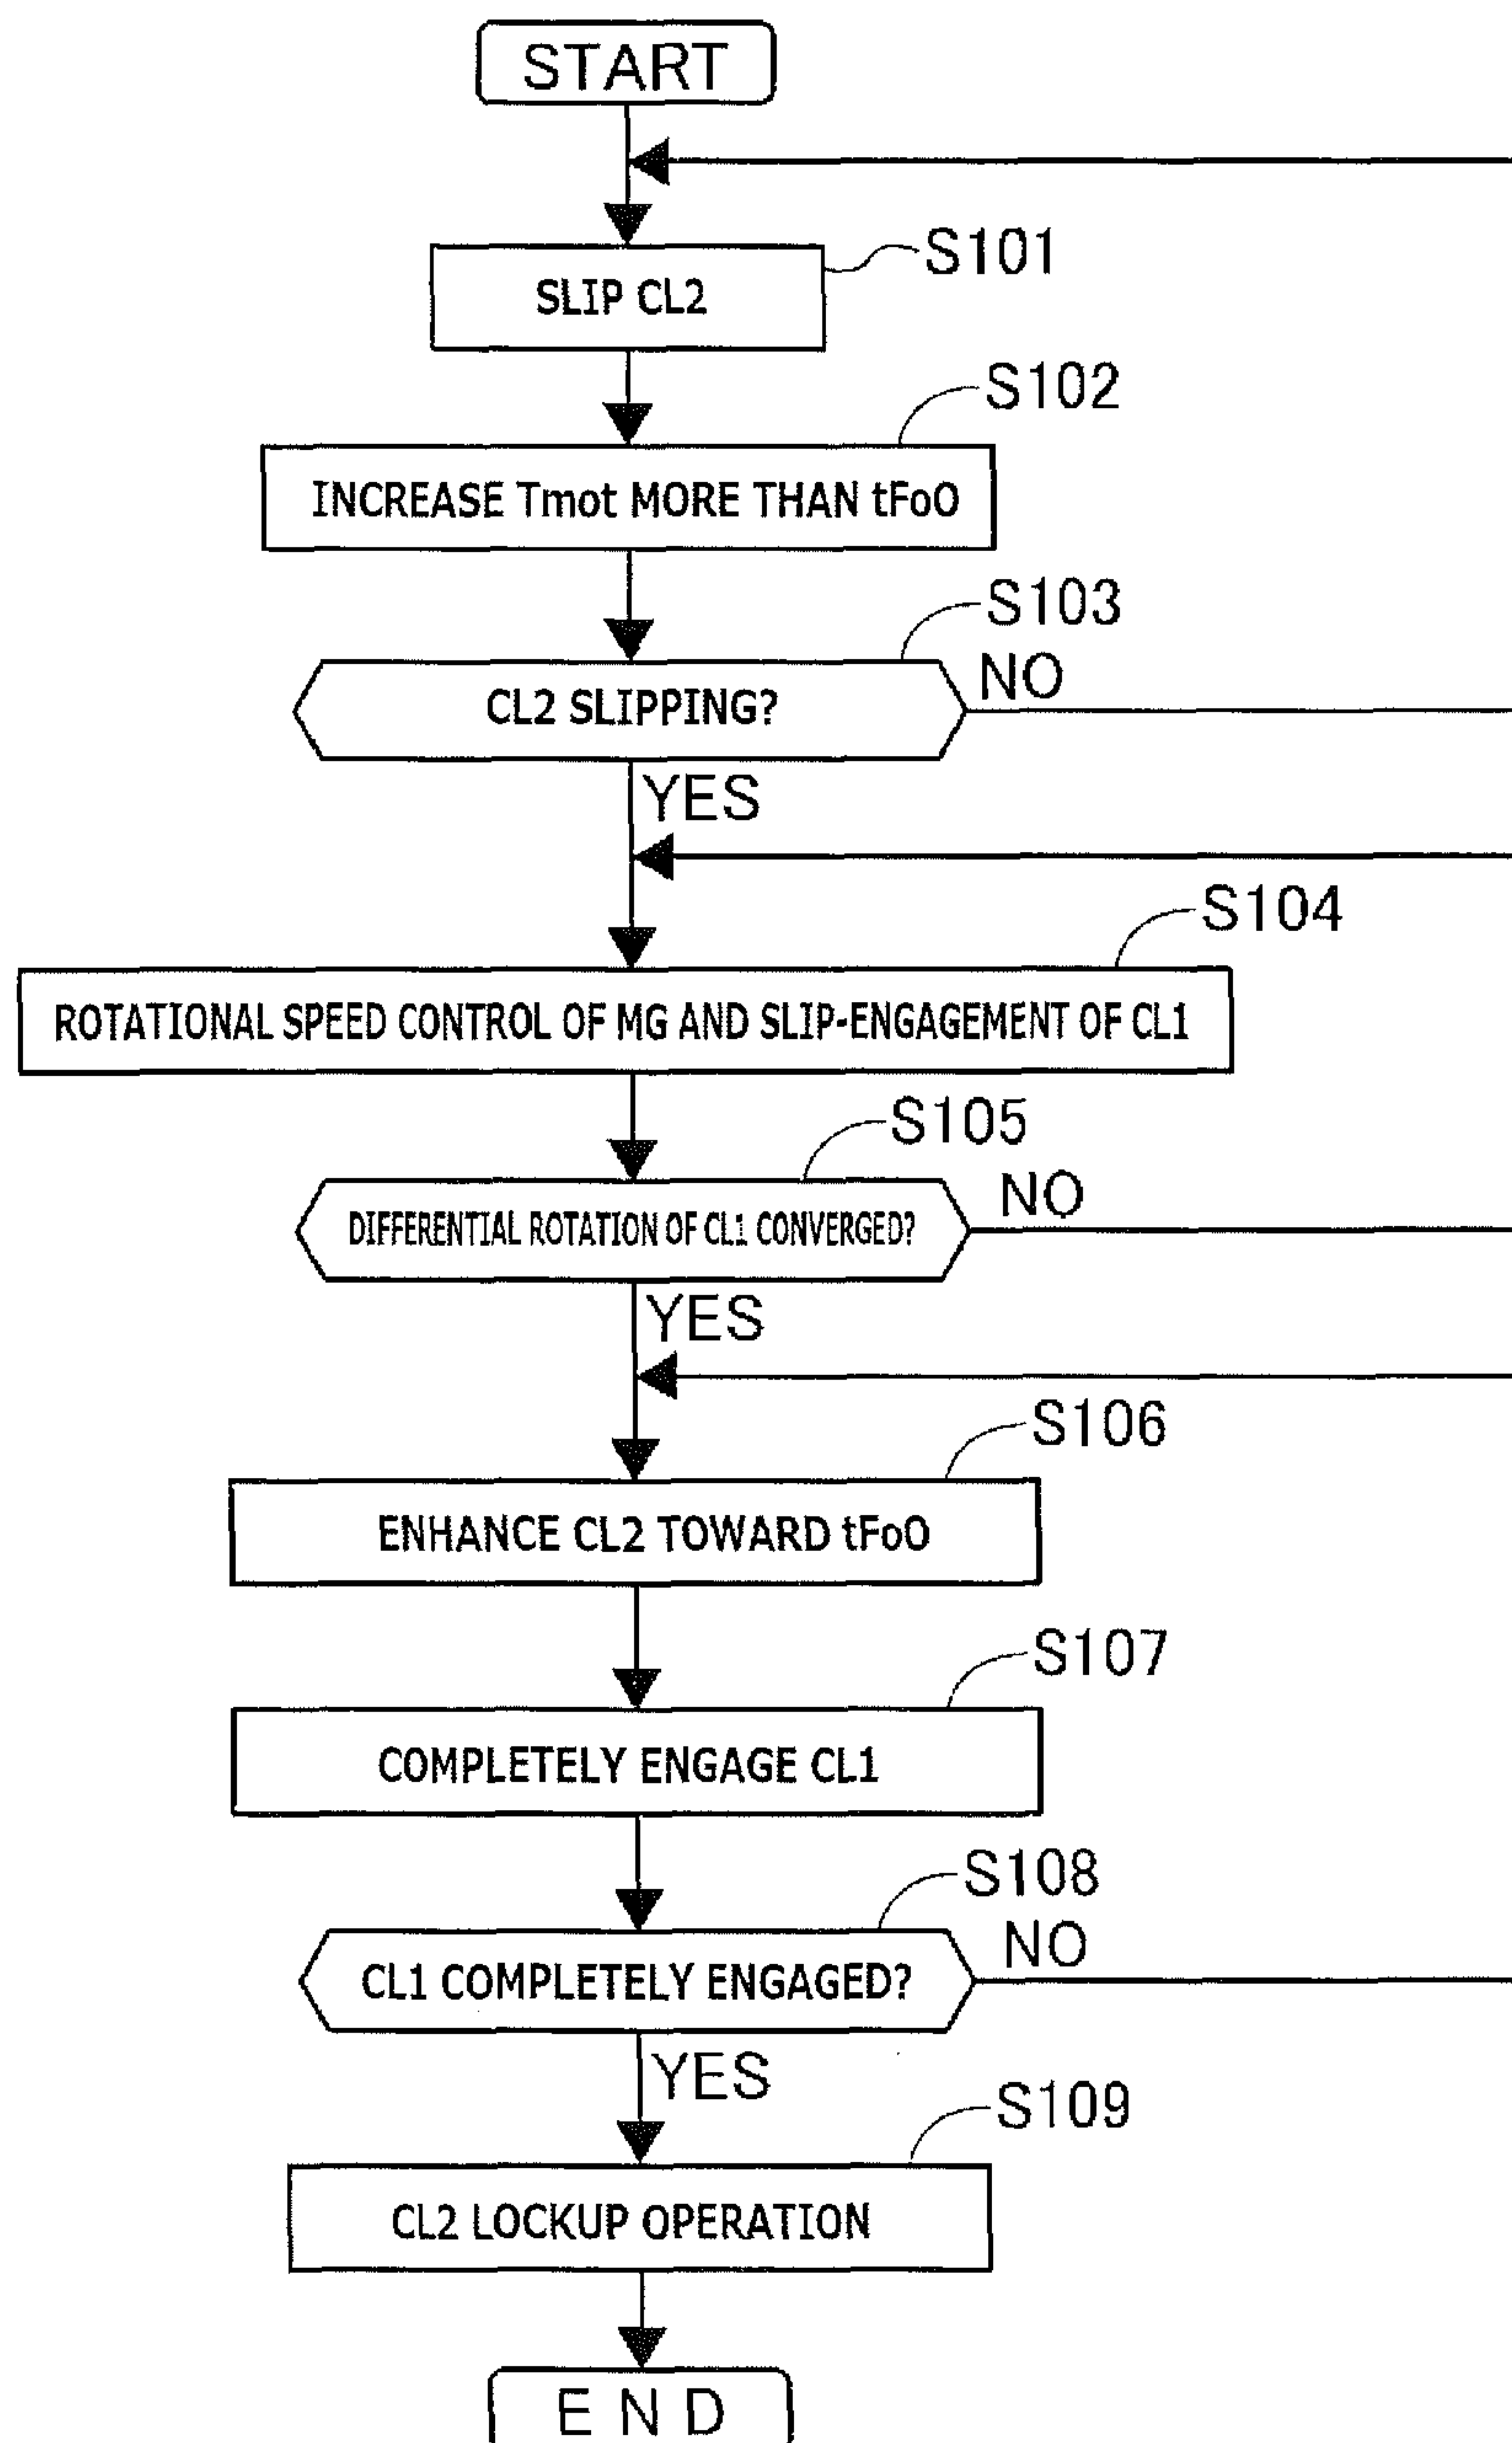 START
S101
SLIP CL2
S102
INCREASE Tmot MORE THAN tFoO
S103
CL2 SLIPPING?
NO
YES
S104
ROTATIONAL SPEED CONTROL OF MG AND SLIP-ENGAGEMENT OF CL1
S105
DIFFERENTIAL ROTATION OF CL1 CONVERGED?
NO
YES
S106
ENHANCE CL2 TOWARD tFoO
S107
COMPLETELY ENGAGE CL1
S108
CL1 COMPLETELY ENGAGED?
NO
YES
S109
CL2 LOCKUP OPERATION
END